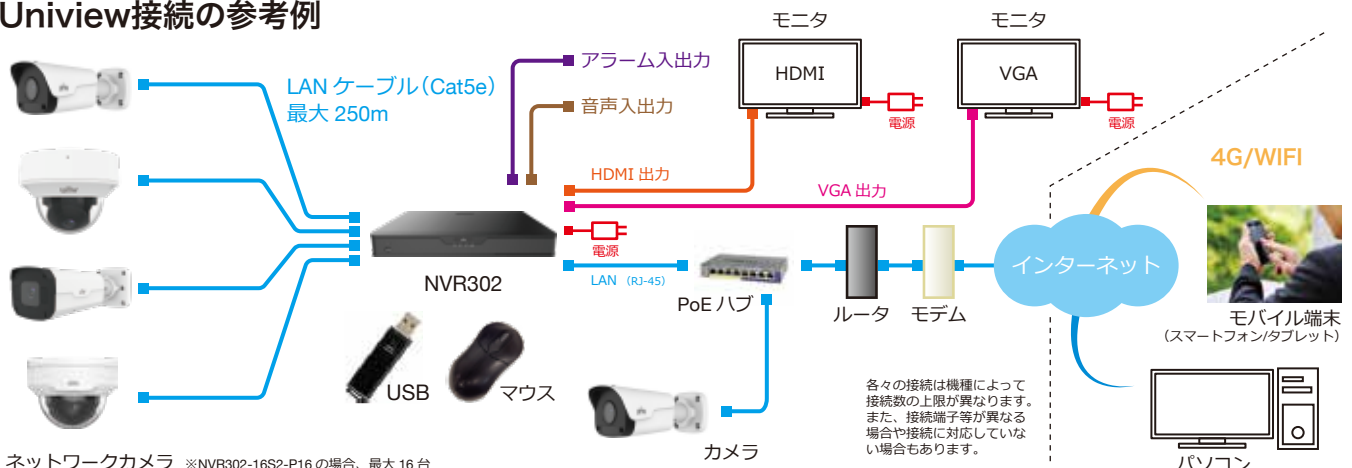 Uniview接続の参考例
LAN ケーブル（Cat5e）
最大 250m
アラーム入出力
音声入出力
モニタ
HDMI
電源
モニタ
VGA
電源
HDMI 出力
VGA 出力
4G/WIFI
電源
NVR302
LAN （RJ-45）
PoE ハブ
ルータ
モデム
インターネット
モバイル端末
（スマートフォン/タブレット）
USB
マウス
カメラ
各々の接続は機種によって
接続数の上限が異なります。
また、接続端子等が異なる
場合や接続に対応していな
い場合もあります。
パソコン
ネットワークカメラ ※NVR302-16S2-P16 の場合、最大 16 台